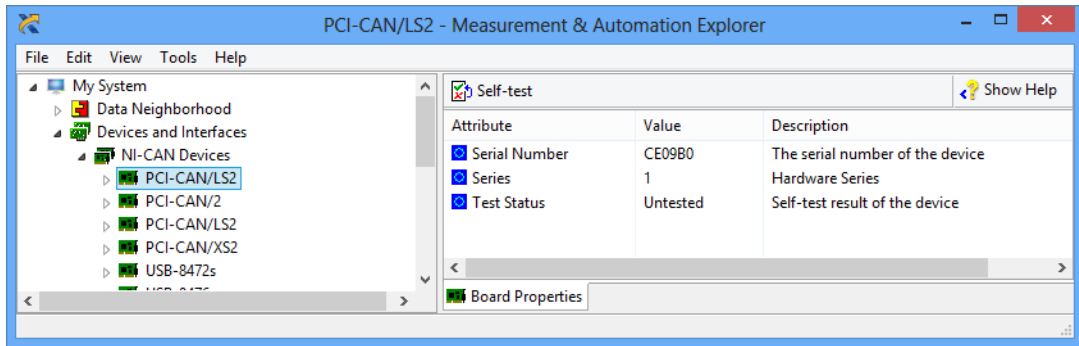 PCI-CAN/LS2 - Measurement & Automation Explorer
File Edit View Tools Help
My System
Data Neighborhood
Devices and Interfaces
NI-CAN Devices
PCI-CAN/LS2
PCI-CAN/2
PCI-CAN/LS2
PCI-CAN/XS2
USB-8472s
Self-test
Show Help
Attribute Value Description
Serial Number CE09B0 The serial number of the device
Series 1 Hardware Series
Test Status Untested Self-test result of the device
Board Properties